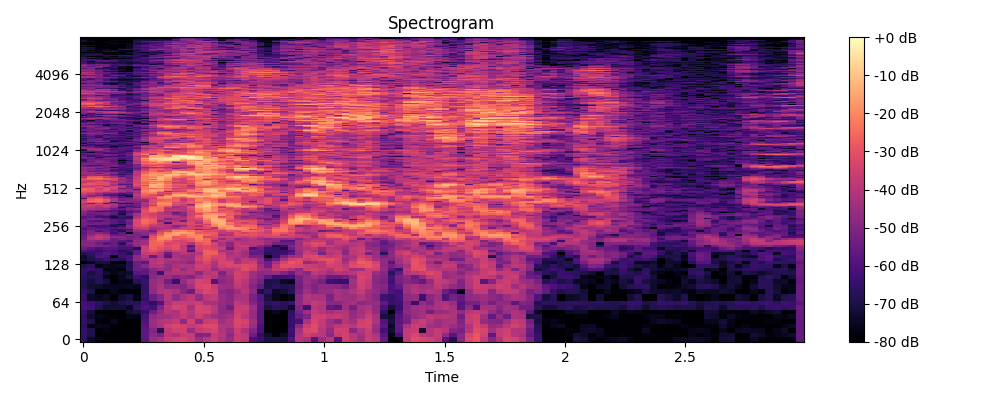 Spectrogram
Hz
4096
2048
1024
512
256
128
64
0
0
0.5
1
1.5
2
2.5
Time
+0 dB
-10 dB
-20 dB
-30 dB
-40 dB
-50 dB
-60 dB
-70 dB
-80 dB